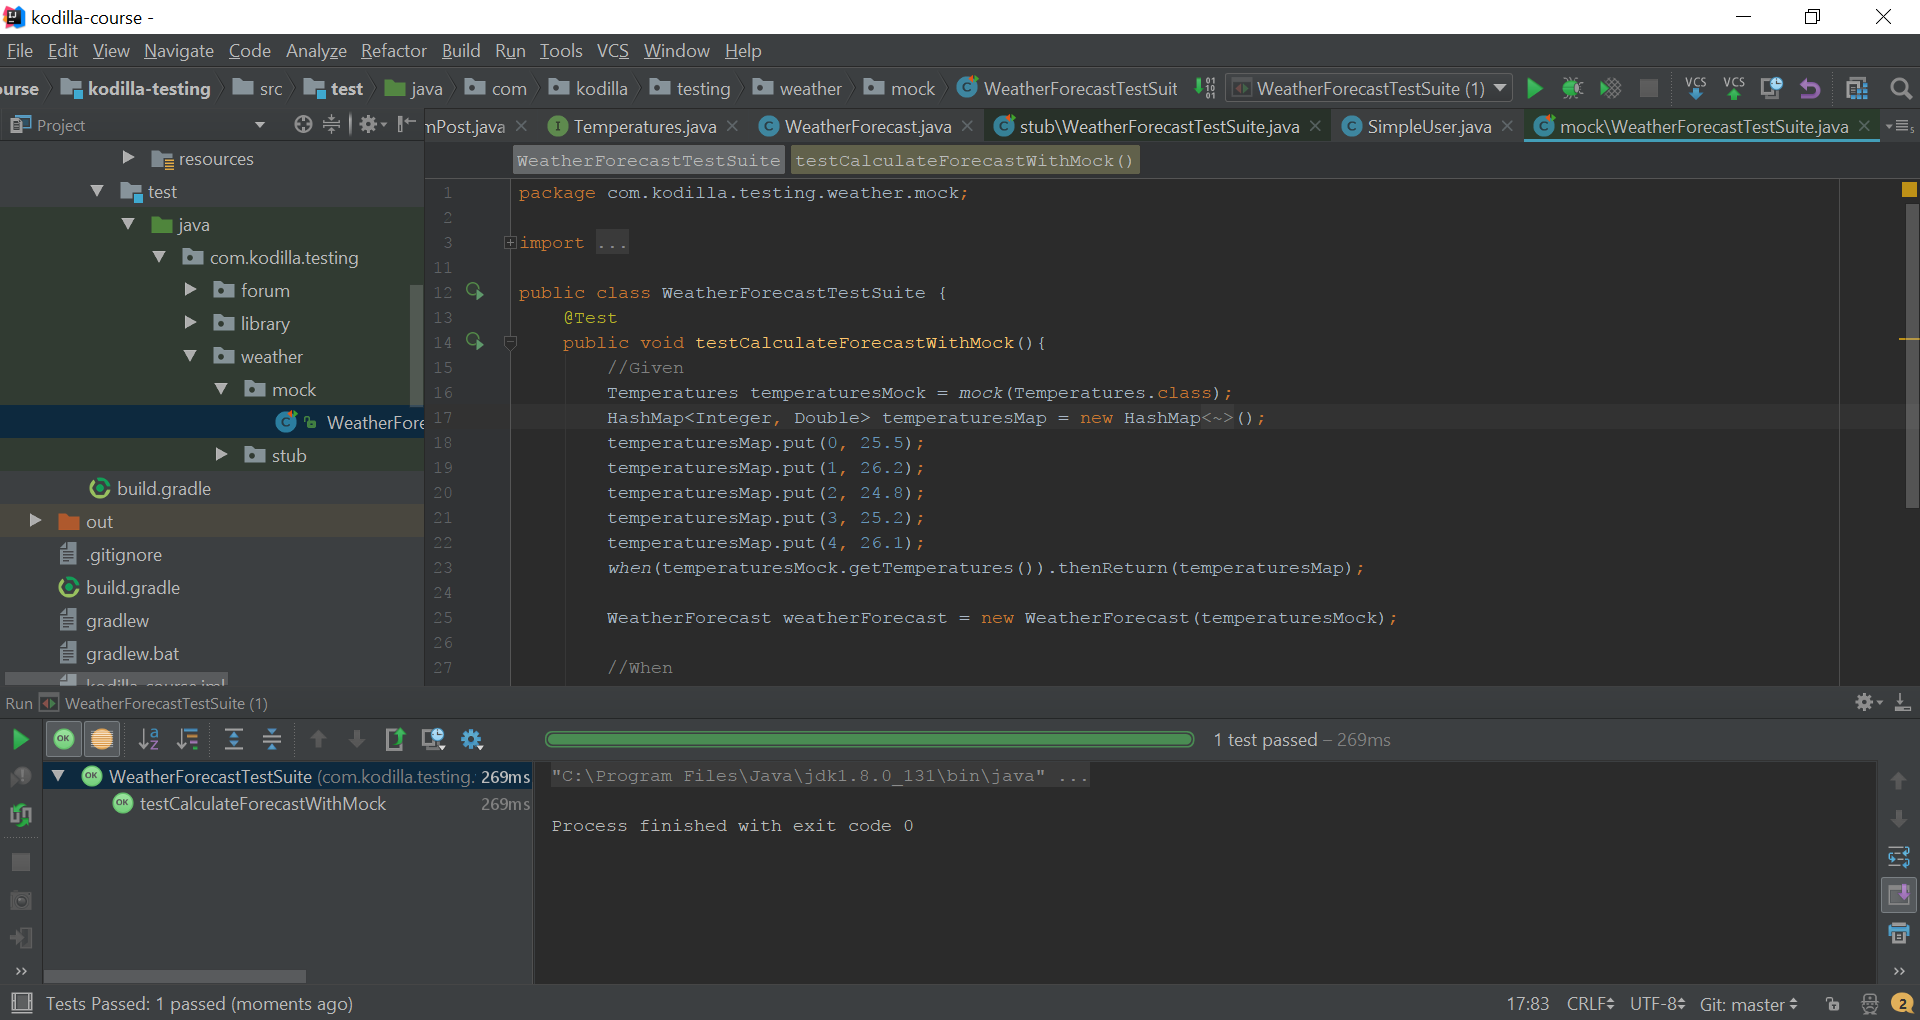 kodilla-course -
File Edit View Navigate Code Analyze Refactor Build Run Tools VCS Window Help
ourse kodilla-testing src test java com kodilla testing weather mock WeatherForecastTestSuit WeatherForecastTestSuite (1) VCS VCS
Project mPost.java Temperatures.java WeatherForecast.java stub\WeatherForecastTestSuite.java SimpleUser.java mock\WeatherForecastTestSuite.java
WeatherForecastTestSuite testCalculateForecastWithMock()
resources
test
java
com.kodilla.testing
forum
library
weather
mock
WeatherFore
stub
build.gradle
out
.gitignore
build.gradle
gradlew
gradlew.bat
kodilla-course.iml
1 package com.kodilla.testing.weather.mock;
2
3 import ...
11
12 public class WeatherForecastTestSuite {
13 @Test
14 public void testCalculateForecastWithMock(){
15 //Given
16 Temperatures temperaturesMock = mock(Temperatures.class);
17 HashMap<Integer, Double> temperaturesMap = new HashMap<~>();
18 temperaturesMap.put(0, 25.5);
19 temperaturesMap.put(1, 26.2);
20 temperaturesMap.put(2, 24.8);
21 temperaturesMap.put(3, 25.2);
22 temperaturesMap.put(4, 26.1);
23 when(temperaturesMock.getTemperatures()).thenReturn(temperaturesMap);
24
25 WeatherForecast weatherForecast = new WeatherForecast(temperaturesMock);
26
27 //When
Run WeatherForecastTestSuite (1)
1 test passed – 269ms
OK WeatherForecastTestSuite (com.kodilla.testing. 269ms
OK testCalculateForecastWithMock 269ms
"C:\Program Files\Java\jdk1.8.0_131\bin\java" ...
Process finished with exit code 0
Tests Passed: 1 passed (moments ago) 17:83 CRLF UTF-8 Git: master 2